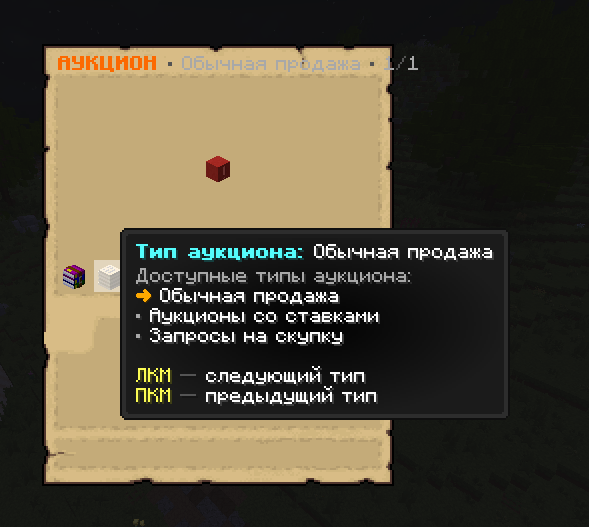 АУКЦИОН • Обычная продажа • 1/1
Тип аукциона: Обычная продажа
Доступные типы аукциона:
➜ Обычная продажа
• Аукционы со ставками
• Запросы на скупку
ЛКМ — следующий тип
ПКМ — предыдущий тип